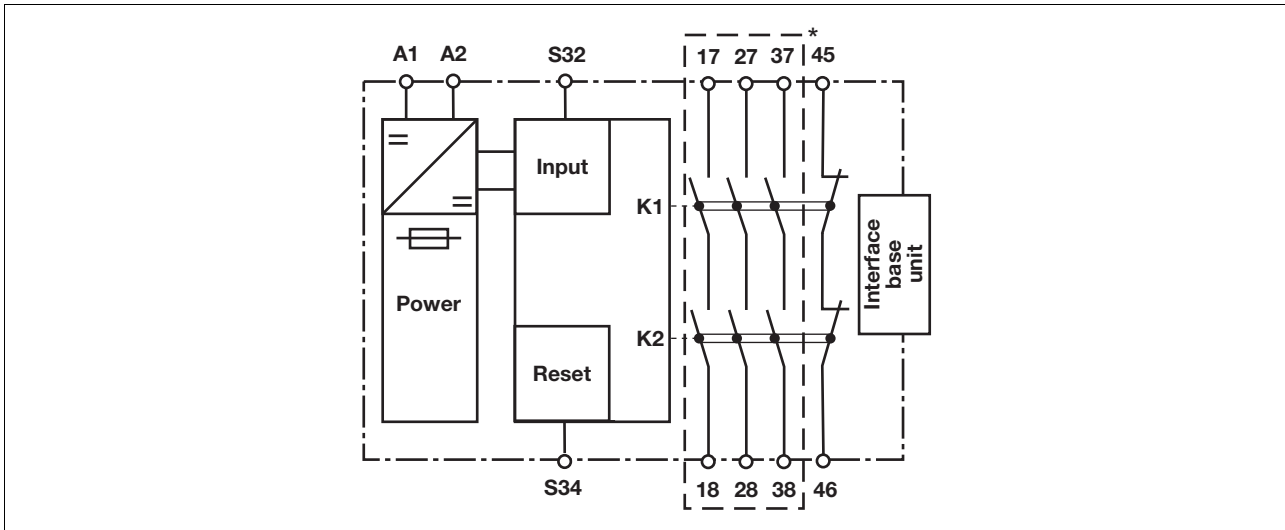 A1 A2 S32 17 27 37 * 45
Input
K1
Power
Interface
base
unit
K2
Reset
S34 18 28 38 46